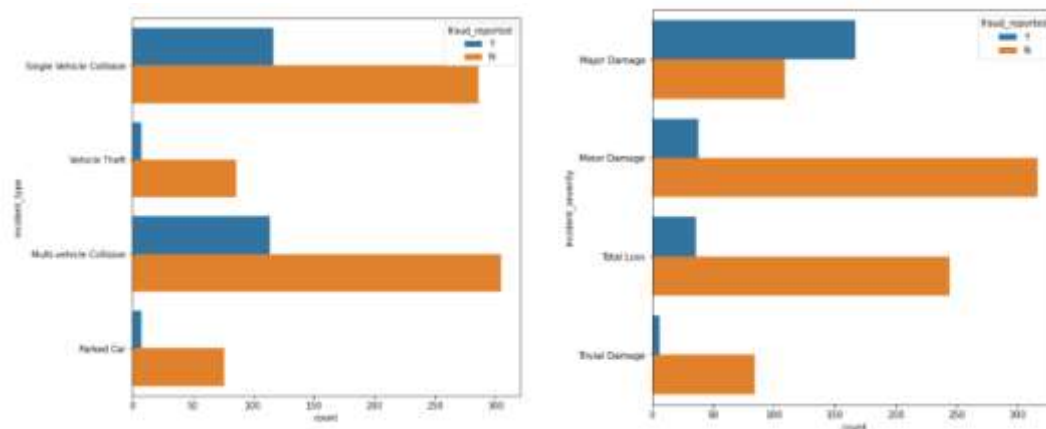 fraud_reported
Y
N
Single Vehicle Collision
Vehicle Theft
Multi-vehicle Collision
Parked Car
incident_type
0 50 100 150 200 250 300
count
fraud_reported
Y
N
Major Damage
Minor Damage
Total Loss
Trivial Damage
incident_severity
0 50 100 150 200 250 300
count